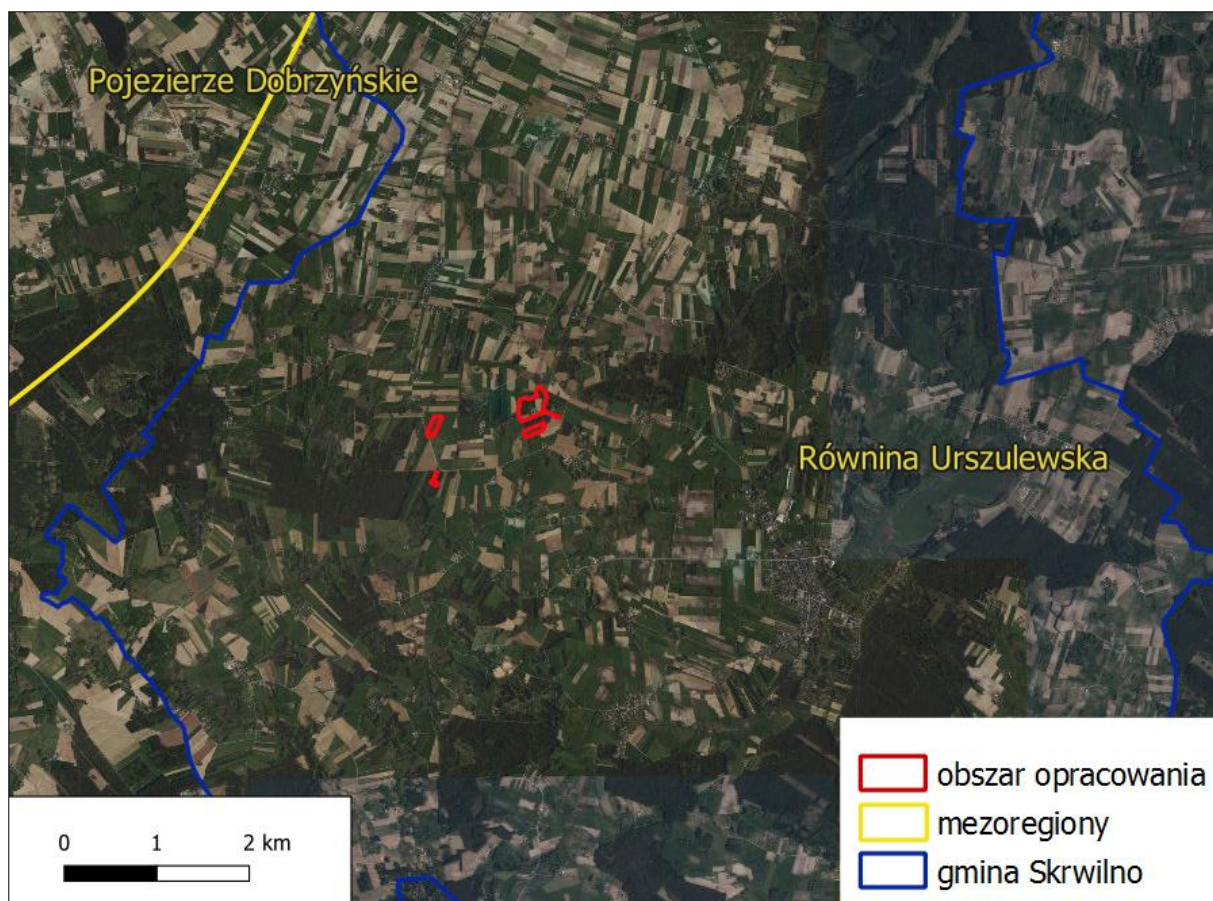 Pojezierze Dobrzyńskie
Równina Urszulewska
obszar opracowania
mezoregiony
gmina Skrwilno
0 1 2 km